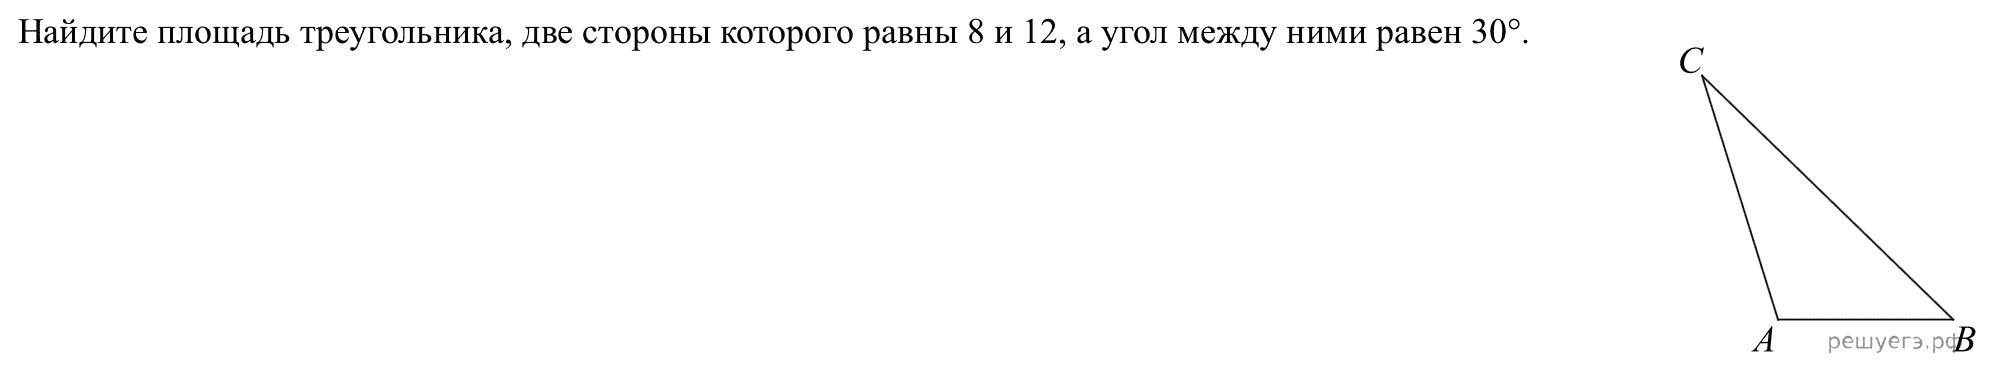 Найдите площадь треугольника, две стороны которого равны 8 и 12, а угол между ними равен 30°.
C
A
решуегэ.рф
B